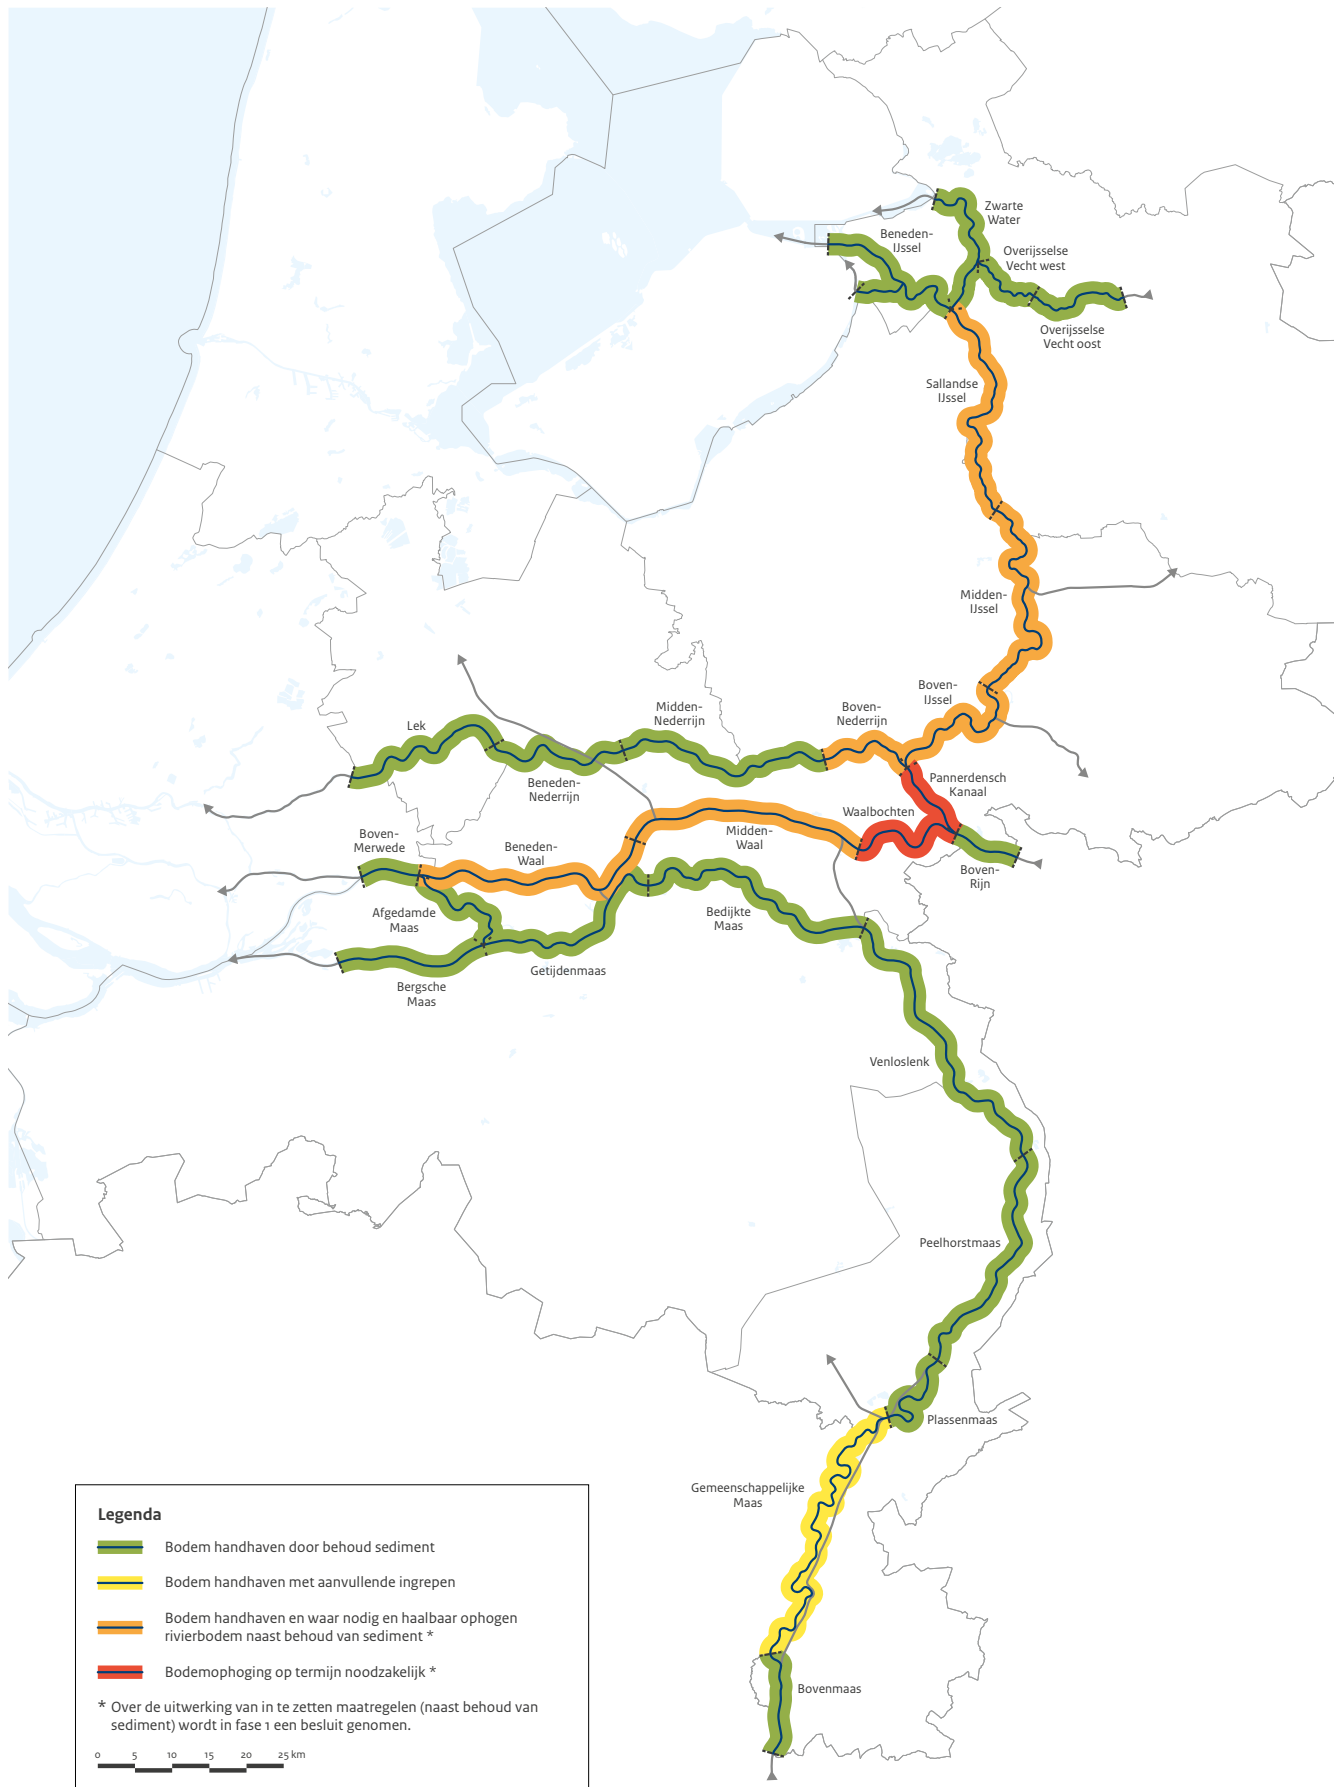 Zwarte
Water
Beneden-
IJssel
Overijsselse
Vecht west
Overijsselse
Vecht oost
Sallandse
IJssel
Midden-
IJssel
Boven-
IJssel
Midden-
Nederrijn
Boven-
Nederrijn
Lek
Beneden-
Nederrijn
Pannerdensch
Kanaal
Waalbochten
Boven-
Merwede
Beneden-
Waal
Midden-
Waal
Boven-
Rijn
Afgedamde
Maas
Bedijkte
Maas
Getijdenmaas
Bergsche
Maas
Venloslenk
Peelhorstmaas
Plassenmaas
Gemeenschappelijke
Maas
Bovenmaas
Legenda
Bodem handhaven door behoud sediment
Bodem handhaven met aanvullende ingrepen
Bodem handhaven en waar nodig en haalbaar ophogen
rivierbodem naast behoud van sediment *
Bodemophoging op termijn noodzakelijk *
* Over de uitwerking van in te zetten maatregelen (naast behoud van
sediment) wordt in fase 1 een besluit genomen.
0 5 10 15 20 25 km